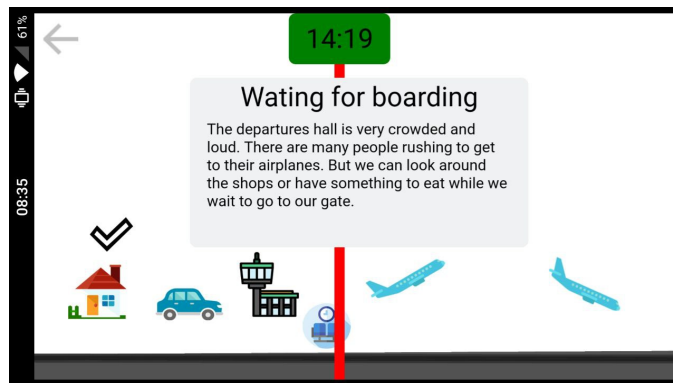 61%
08:35
14:19
Wating for boarding
The departures hall is very crowded and
loud. There are many people rushing to get
to their airplanes. But we can look around
the shops or have something to eat while we
wait to go to our gate.